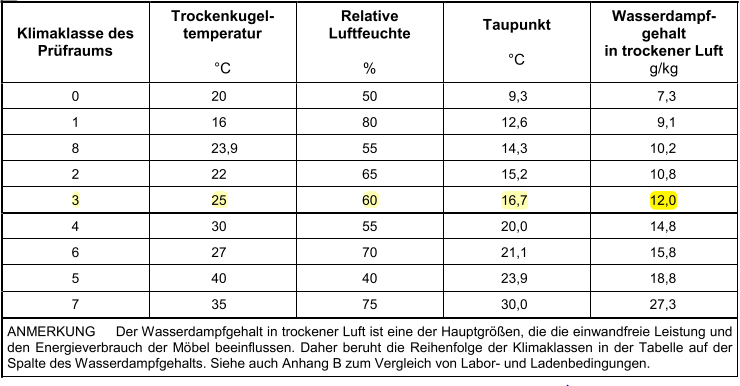 Klimaklasse des Prüfraums | Trockenkugel-temperatur °C | Relative Luftfeuchte % | Taupunkt °C | Wasserdampf-gehalt in trockener Luft g/kg
0 | 20 | 50 | 9,3 | 7,3
1 | 16 | 80 | 12,6 | 9,1
8 | 23,9 | 55 | 14,3 | 10,2
2 | 22 | 65 | 15,2 | 10,8
3 | 25 | 60 | 16,7 | 12,0
4 | 30 | 55 | 20,0 | 14,8
6 | 27 | 70 | 21,1 | 15,8
5 | 40 | 40 | 23,9 | 18,8
7 | 35 | 75 | 30,0 | 27,3
ANMERKUNG Der Wasserdampfgehalt in trockener Luft ist eine der Hauptgrößen, die die einwandfreie Leistung und
den Energieverbrauch der Möbel beeinflussen. Daher beruht die Reihenfolge der Klimaklassen in der Tabelle auf der
Spalte des Wasserdampfgehalts. Siehe auch Anhang B zum Vergleich von Labor- und Ladenbedingungen.